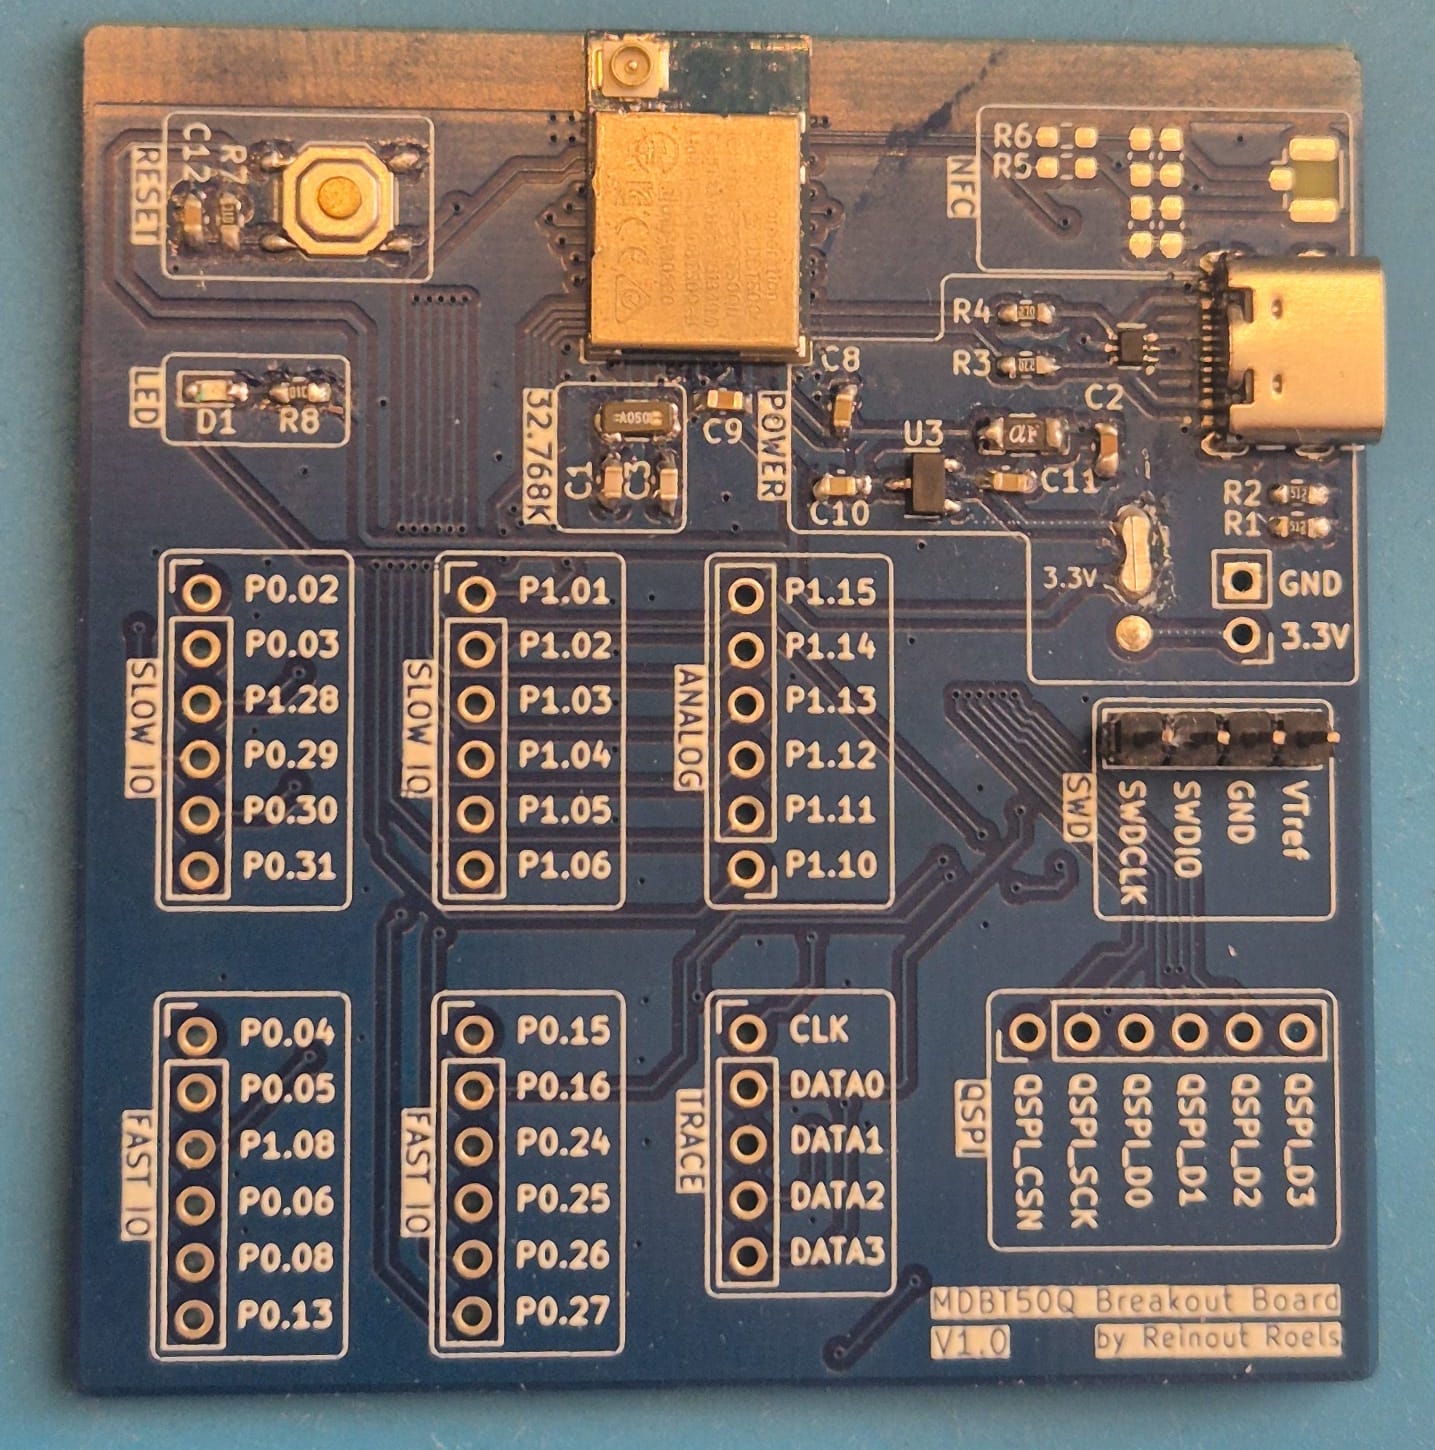 RESET
C12
R7
NFC
R6
R5
R4
R3
C8
C2
LED
D1
R8
32.768K
A050
C1
C3
C9
POWER
U3
C10
C11
R2
R1
512
512
3.3V
GND
3.3V
SLOW IO
P0.02
P0.03
P1.28
P0.29
P0.30
P0.31
SLOW IO
P1.01
P1.02
P1.03
P1.04
P1.05
P1.06
ANALOG
P1.15
P1.14
P1.13
P1.12
P1.11
P1.10
SWD
SWDCLK
SWDIO
GND
VTref
FAST IO
P0.04
P0.05
P1.08
P0.06
P0.08
P0.13
FAST IO
P0.15
P0.16
P0.24
P0.25
P0.26
P0.27
TRACE
CLK
DATA0
DATA1
DATA2
DATA3
QSPI
QSPI_CSN
QSPI_SCK
QSPI_D0
QSPI_D1
QSPI_D2
QSPI_D3
MDBT50Q Breakout Board
V1.0
by Reinout Roels